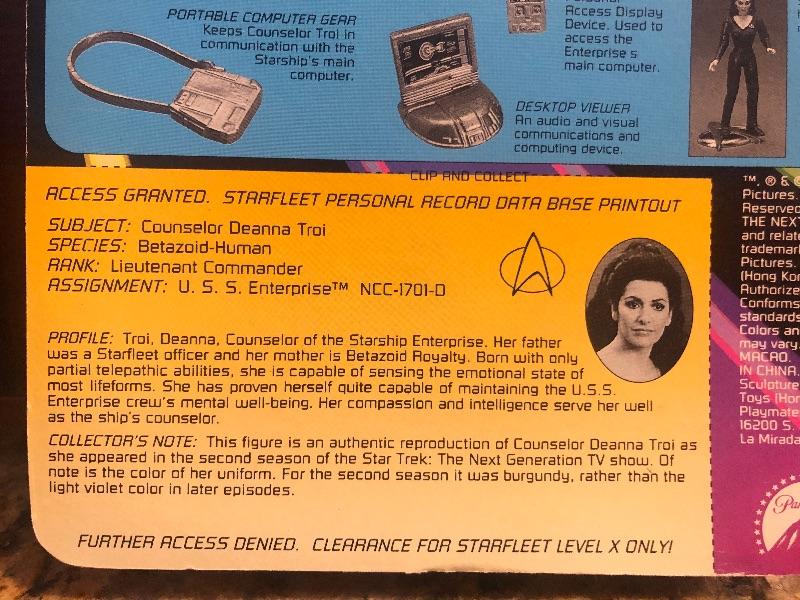 PORTABLE COMPUTER GEAR
Keeps Counselor Troi in
communication with the
Starship's main
computer.
Access Display
Device. Used to
access the
Enterprise's
main computer.
DESKTOP VIEWER
An audio and visual
communications and
computing device.
CLIP AND COLLECT
ACCESS GRANTED. STARFLEET PERSONAL RECORD DATA BASE PRINTOUT
SUBJECT: Counselor Deanna Troi
SPECIES: Betazoid-Human
RANK: Lieutenant Commander
ASSIGNMENT: U. S. S. Enterprise™ NCC-1701-D
PROFILE: Troi, Deanna, Counselor of the Starship Enterprise. Her father
was a Starfleet officer and her mother is Betazoid Royalty. Born with only
partial telepathic abilities, she is capable of sensing the emotional state of
most lifeforms. She has proven herself quite capable of maintaining the U.S.S.
Enterprise crew's mental well-being. Her compassion and intelligence serve her well
as the ship's counselor.
COLLECTOR'S NOTE: This figure is an authentic reproduction of Counselor Deanna Troi as
she appeared in the second season of the Star Trek: The Next Generation TV show. Of
note is the color of her uniform. For the second season it was burgundy, rather than the
light violet color in later episodes.
FURTHER ACCESS DENIED. CLEARANCE FOR STARFLEET LEVEL X ONLY!
™, ® & ©
Pictures.
Reserved
THE NEXT
and relate
trademar
Pictures.
(Hong Kon
Authorize
Conforms
standards
Colors an
may vary.
MACAO.
IN CHINA.
Sculpture
Toys (Hon
Playmate
16200 S.
La Mirada
Para